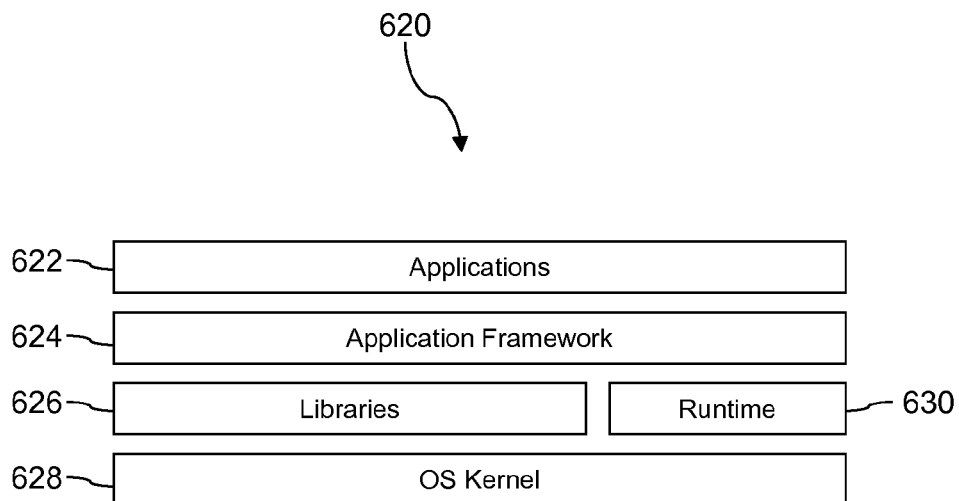 620
622 Applications
624 Application Framework
626 Libraries Runtime 630
628 OS Kernel